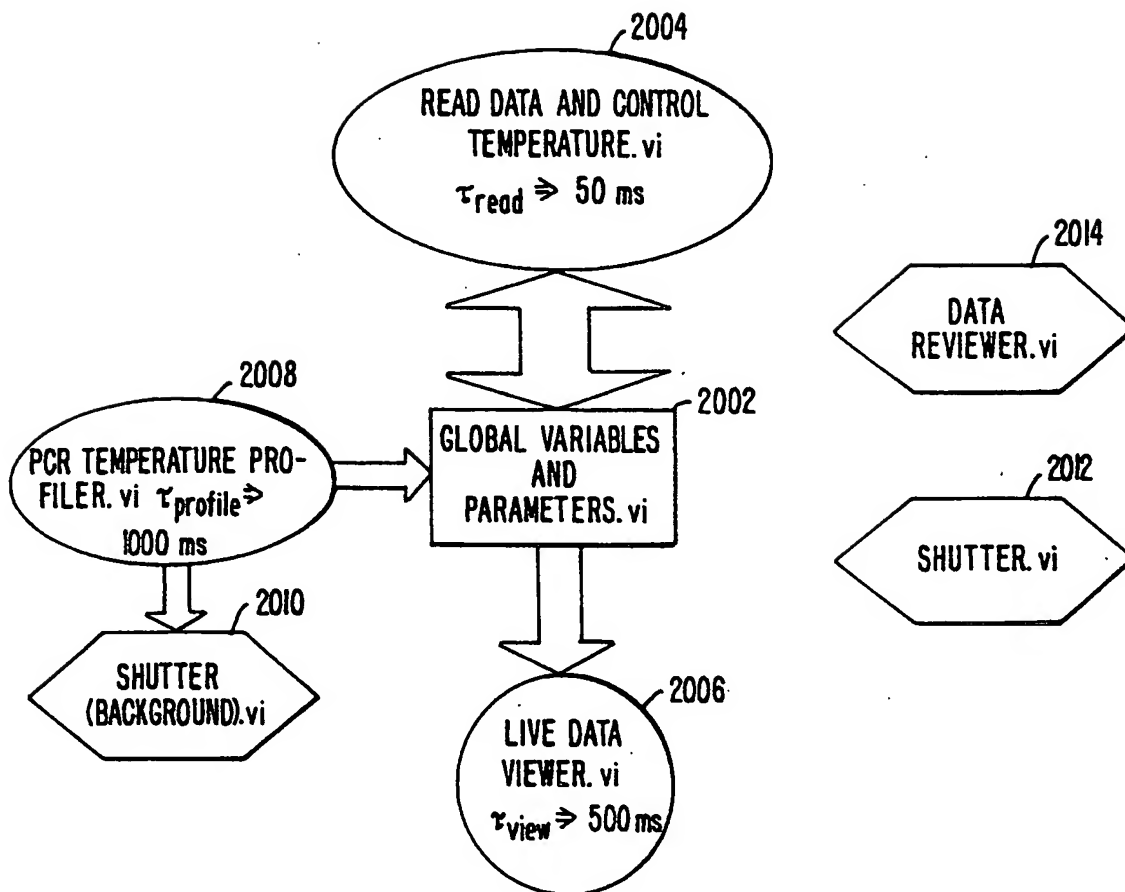 2004
READ DATA AND CONTROL
TEMPERATURE. vi
τread ⩾ 50 ms
2014
DATA
REVIEWER. vi
2008
PCR TEMPERATURE PRO-
FILER. vi τprofile ⩾
1000 ms
2002
GLOBAL VARIABLES
AND
PARAMETERS. vi
2012
SHUTTER. vi
2010
SHUTTER
(BACKGROUND). vi
2006
LIVE DATA
VIEWER. vi
τview ⩾ 500 ms